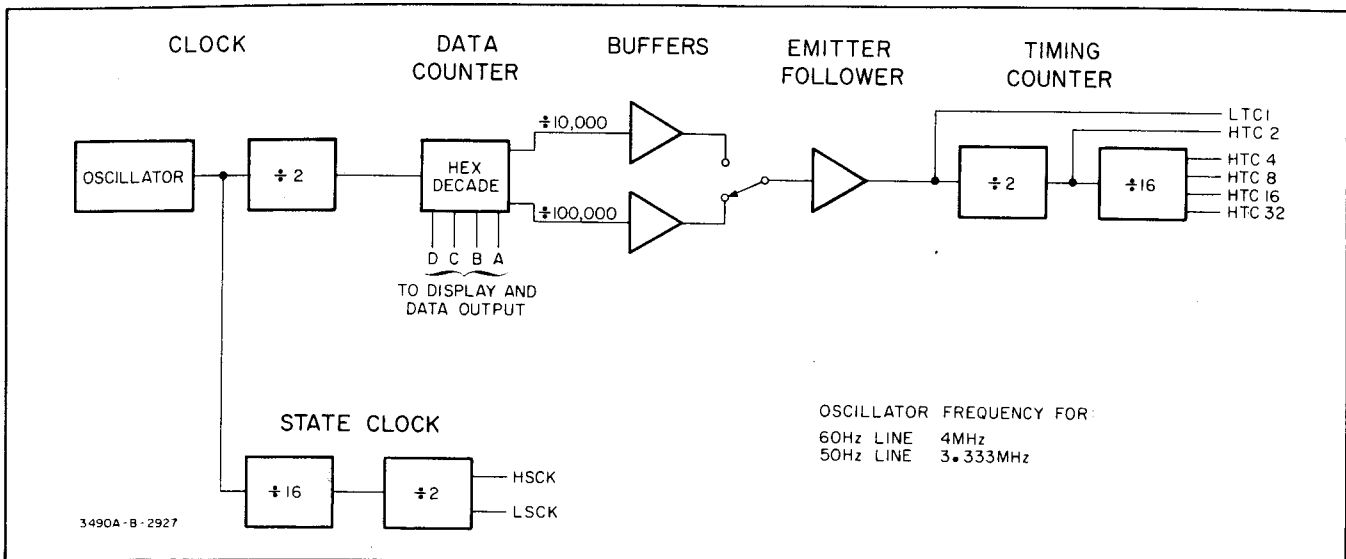 CLOCK
DATA
COUNTER
BUFFERS
EMITTER
FOLLOWER
TIMING
COUNTER
OSCILLATOR
÷ 2
HEX
DECADE
÷10,000
÷100,000
D C B A
TO DISPLAY AND
DATA OUTPUT
÷2
÷16
LTC1
HTC 2
HTC 4
HTC 8
HTC 16
HTC 32
STATE CLOCK
÷16
÷2
HSCK
LSCK
OSCILLATOR FREQUENCY FOR:
60Hz LINE 4MHz
50Hz LINE 3.333MHz
3490A-B-2927